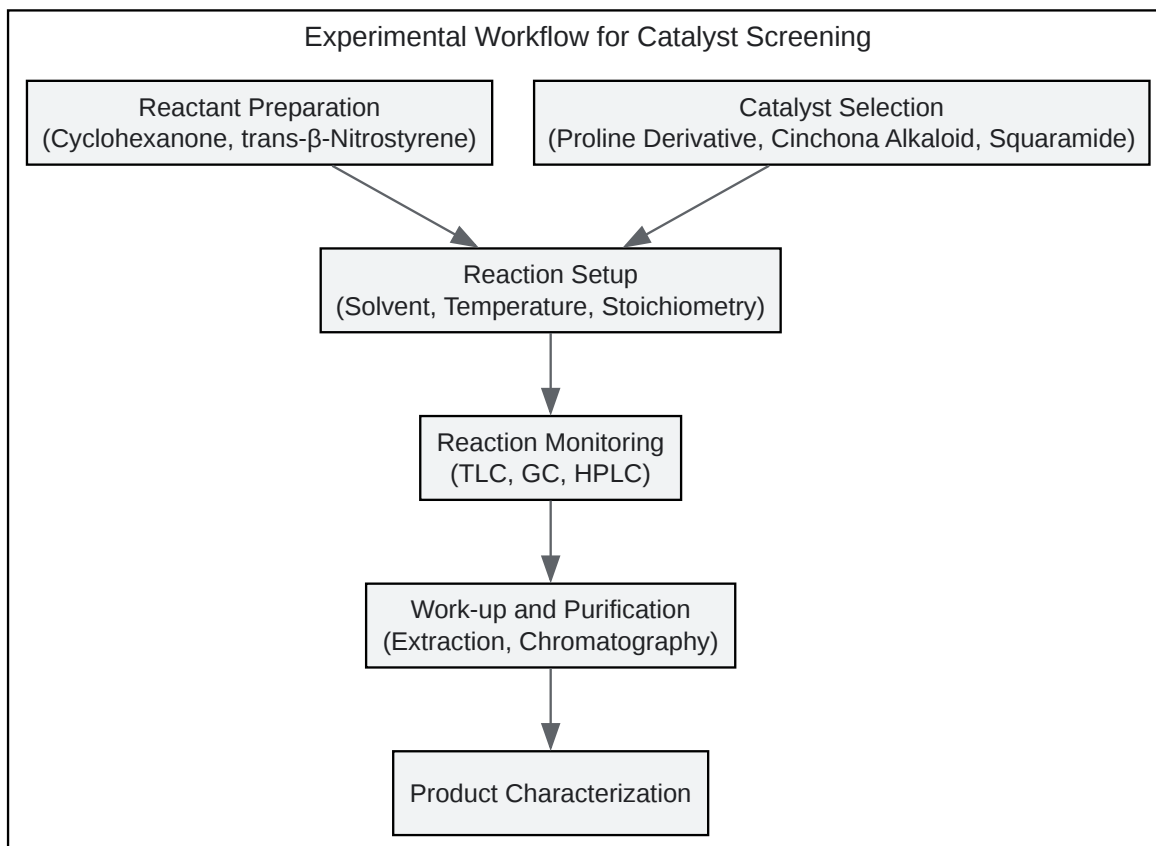 Experimental Workflow for Catalyst Screening
Reactant Preparation
(Cyclohexanone, trans-β-Nitrostyrene)
Catalyst Selection
(Proline Derivative, Cinchona Alkaloid, Squaramide)
Reaction Setup
(Solvent, Temperature, Stoichiometry)
Reaction Monitoring
(TLC, GC, HPLC)
Work-up and Purification
(Extraction, Chromatography)
Product Characterization